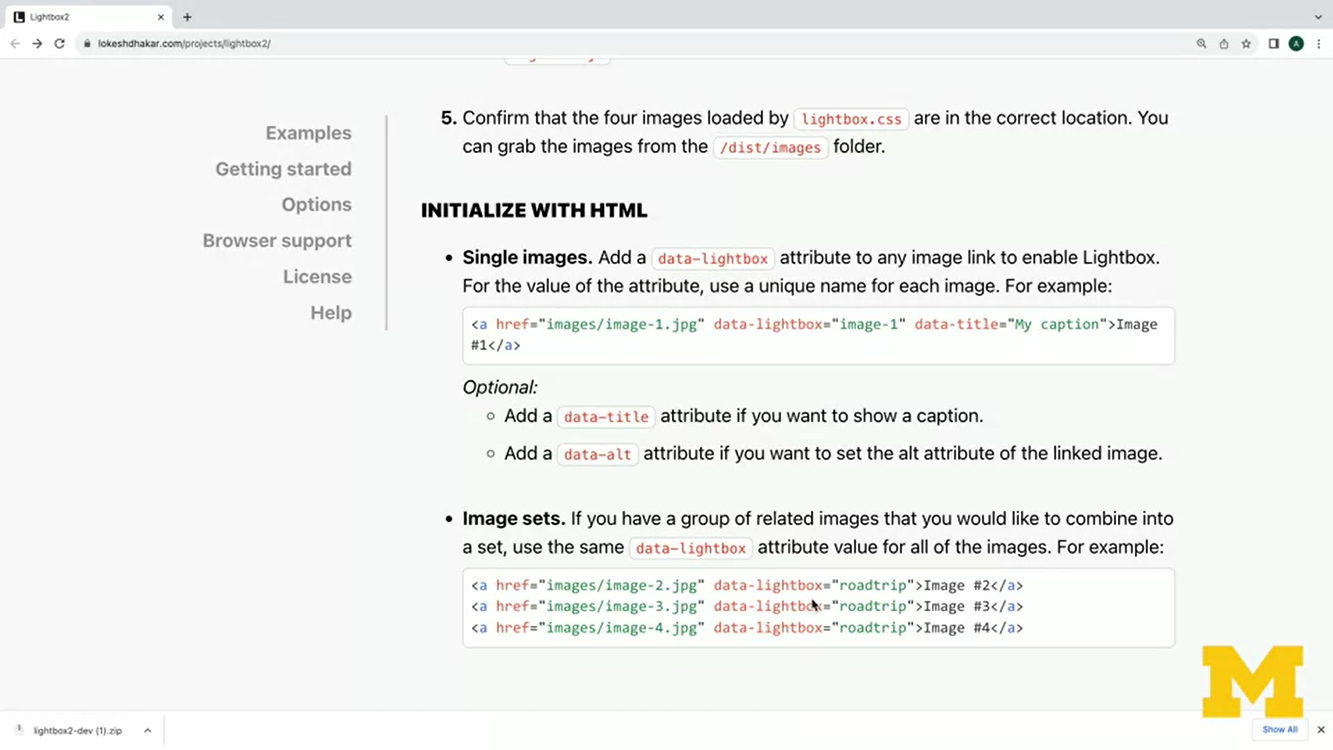 Lightbox2
lokeshdhakar.com/projects/lightbox2/
A
Examples
Getting started
Options
Browser support
License
Help
5. Confirm that the four images loaded by lightbox.css are in the correct location. You
can grab the images from the /dist/images folder.
INITIALIZE WITH HTML
• Single images. Add a data-lightbox attribute to any image link to enable Lightbox.
For the value of the attribute, use a unique name for each image. For example:
<a href="images/image-1.jpg" data-lightbox="image-1" data-title="My caption">Image
#1</a>
Optional:
○ Add a data-title attribute if you want to show a caption.
○ Add a data-alt attribute if you want to set the alt attribute of the linked image.
• Image sets. If you have a group of related images that you would like to combine into
a set, use the same data-lightbox attribute value for all of the images. For example:
<a href="images/image-2.jpg" data-lightbox="roadtrip">Image #2</a>
<a href="images/image-3.jpg" data-lightbox="roadtrip">Image #3</a>
<a href="images/image-4.jpg" data-lightbox="roadtrip">Image #4</a>
M
lightbox2-dev (1).zip
Show All